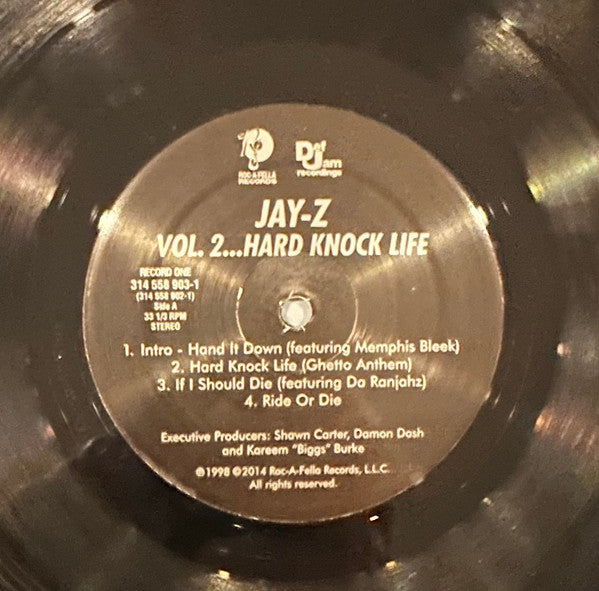 ROC-A-FELLA
RECORDS
Def
Jam
recordings
JAY-Z
VOL. 2...HARD KNOCK LIFE
RECORD ONE
314 558 903-1
(314 558 902-1)
Side A
33 1/3 RPM
STEREO
1. Intro - Hand It Down (featuring Memphis Bleek)
2. Hard Knock Life (Ghetto Anthem)
3. If I Should Die (featuring Da Ranjahz)
4. Ride Or Die
Executive Producers: Shawn Carter, Damon Dash
and Kareem "Biggs" Burke
℗1998 ©2014 Roc-A-Fella Records, L.L.C.
All rights reserved.